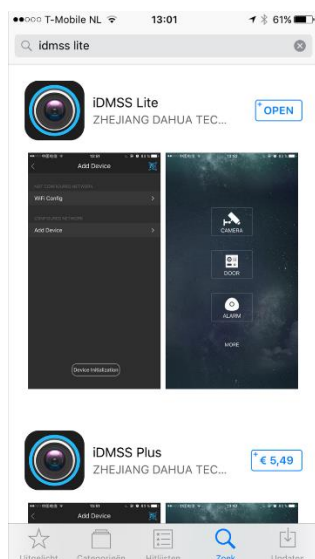 T-Mobile NL 13:01 61%
idmss lite
iDMSS Lite
ZHEJIANG DAHUA TEC...
+ OPEN
Add Device
WiFi Config
Add Device
Device Initialization
CAMERA
DOOR
ALARM
MORE
iDMSS Plus
ZHEJIANG DAHUA TEC...
+ € 5,49
Add Device
Uitgelicht Categorieën Hitlijsten Zoek Updates